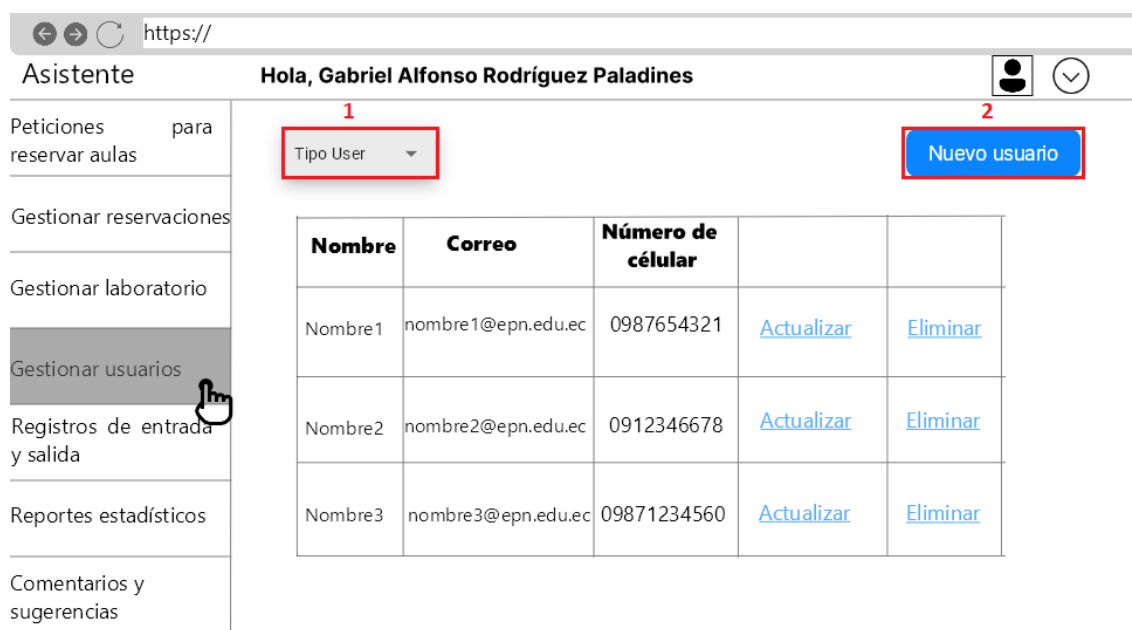 https://
Asistente
Hola, Gabriel Alfonso Rodríguez Paladines
Peticiones para
reservar aulas
Gestionar reservaciones
Gestionar laboratorio
Gestionar usuarios
Registros de entrada
y salida
Reportes estadísticos
Comentarios y
sugerencias
1
Tipo User
2
Nuevo usuario
Nombre Correo Número de
célular
Nombre1 nombre1@epn.edu.ec 0987654321 Actualizar Eliminar
Nombre2 nombre2@epn.edu.ec 0912346678 Actualizar Eliminar
Nombre3 nombre3@epn.edu.ec 09871234560 Actualizar Eliminar